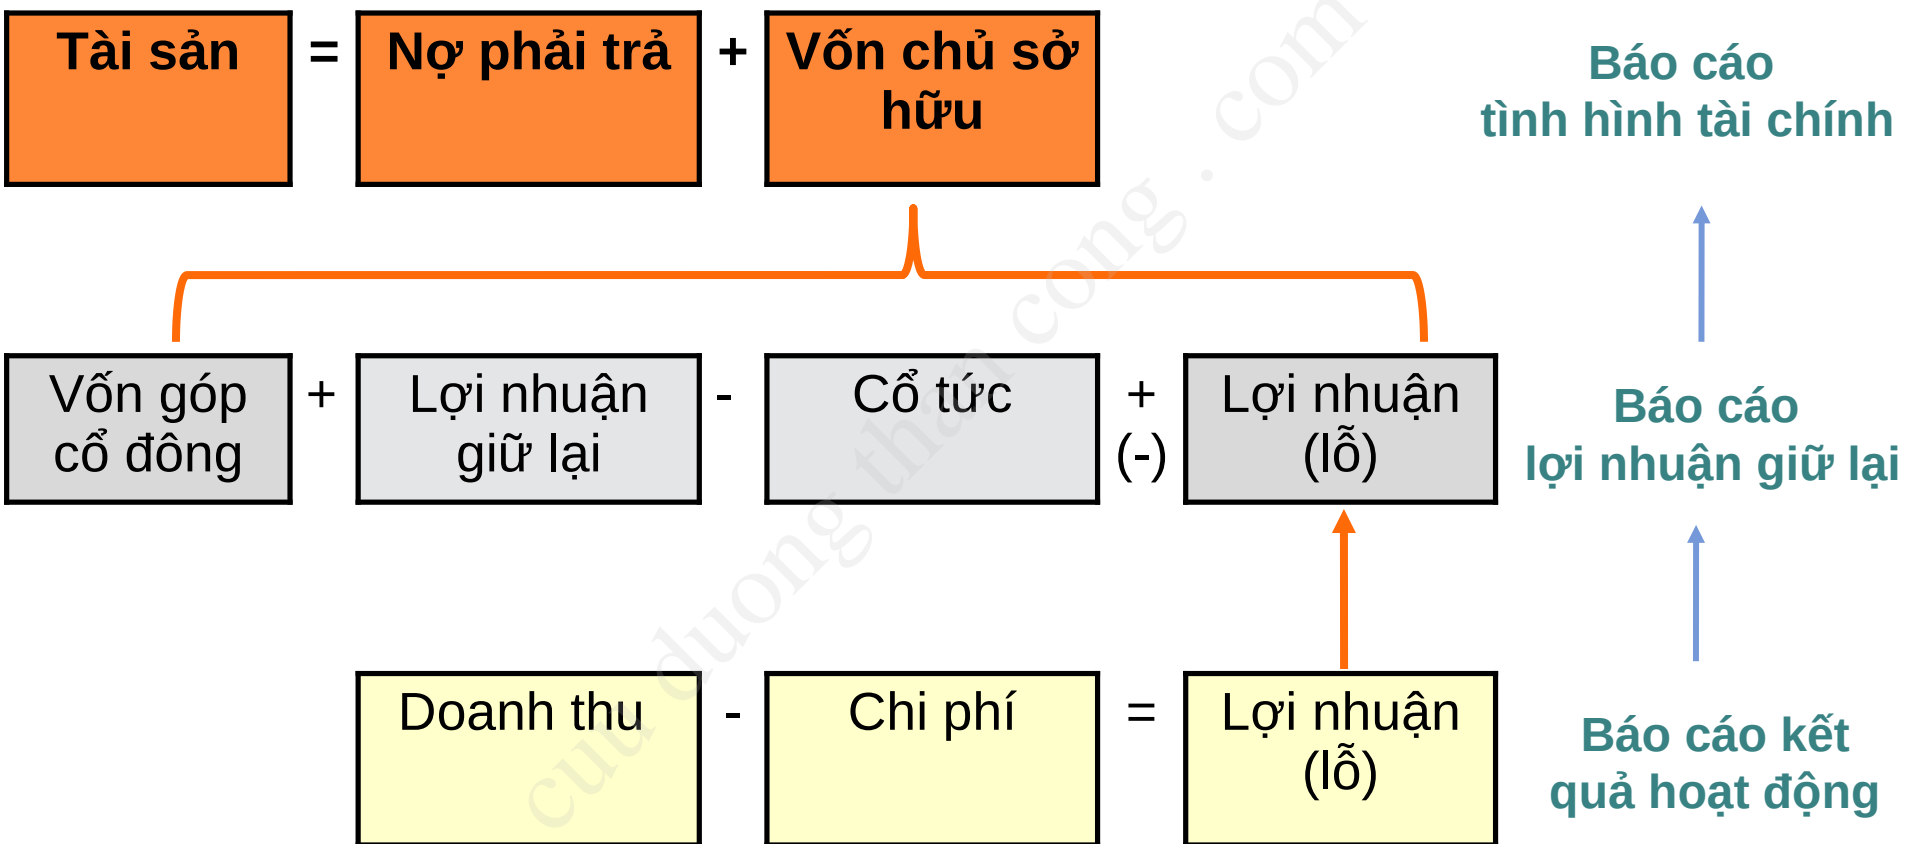 Tài sản = Nợ phải trả + Vốn chủ sở
hữu
Báo cáo
tình hình tài chính
Vốn góp + Lợi nhuận - Cổ tức + Lợi nhuận
cổ đông giữ lại (-) (lỗ)
Báo cáo
lợi nhuận giữ lại
Doanh thu - Chi phí = Lợi nhuận
(lỗ)
Báo cáo kết
quả hoạt động
cuu duong than cong . com